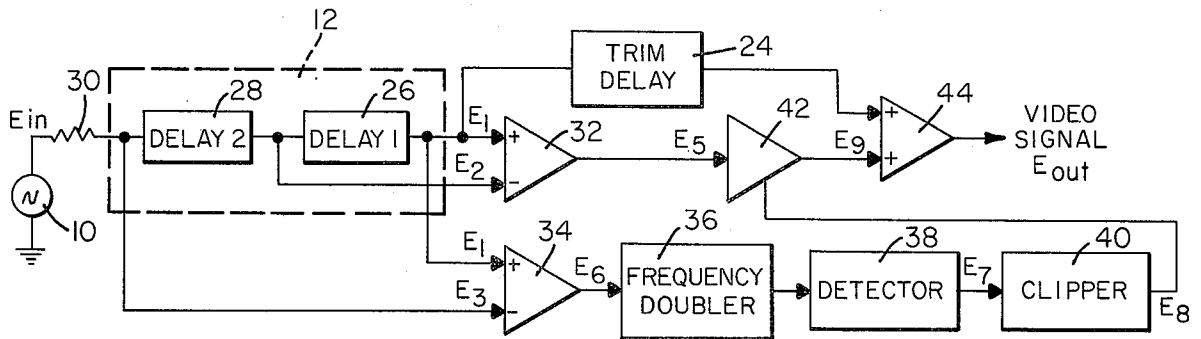 12
30
Ein
28
DELAY 2
26
DELAY 1
10
E1
E2
+
-
32
TRIM
DELAY
24
E5
42
E9
+
+
44
VIDEO
SIGNAL
Eout
E1
E3
+
-
34
E6
36
FREQUENCY
DOUBLER
38
DETECTOR
E7
40
CLIPPER
E8